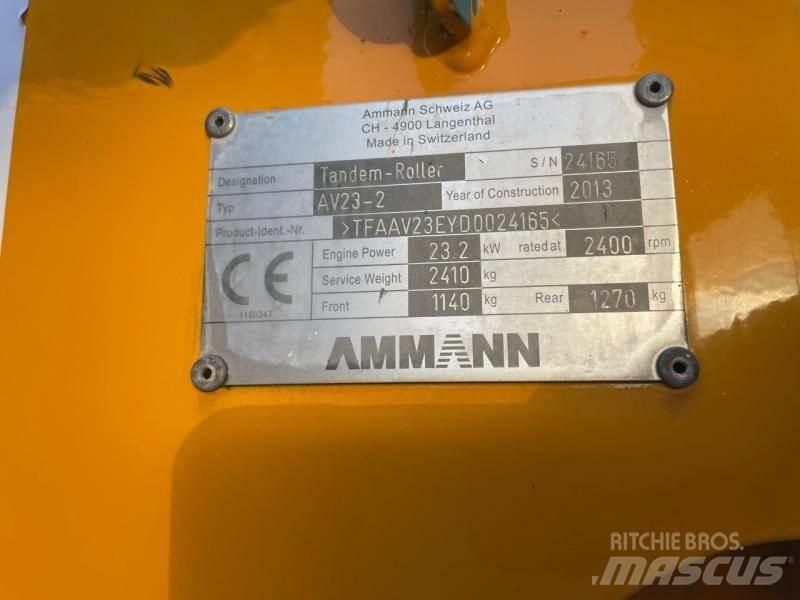 Ammann Schweiz AG
CH - 4900 Langenthal
Made in Switzerland
Designation Tandem-Roller S / N 24165
Typ AV23-2 Year of Construction 2013
Product-Ident.-Nr. >TFAAV23EYD0024165<
CE Engine Power 23.2 kW rated at 2400 rpm
Service Weight 2410 kg
1150247 Front 1140 kg Rear 1270 kg
AMMANN
RITCHIE BROS.
MASCUS